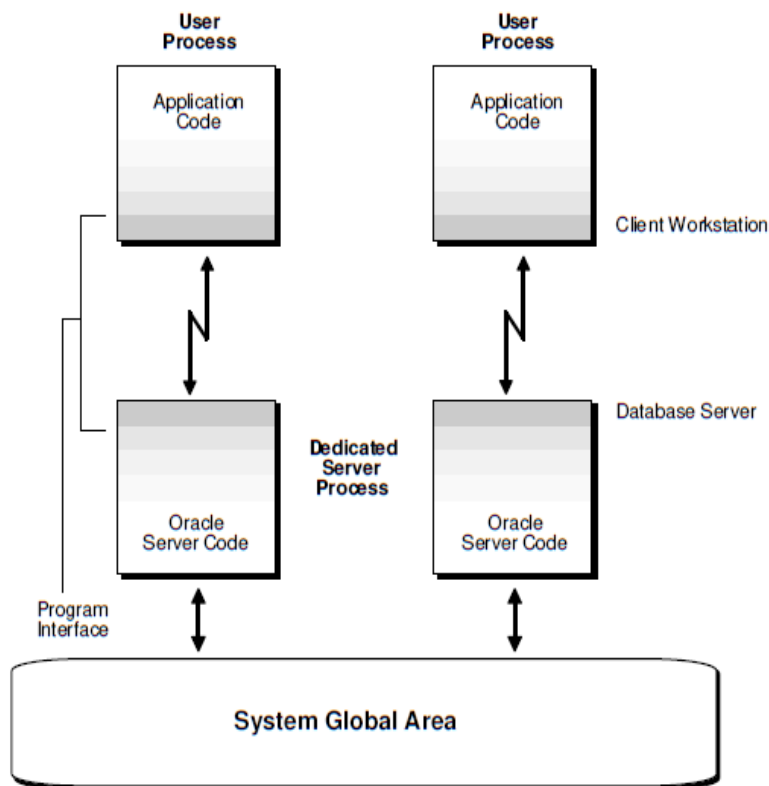 User
Process
User
Process
Application
Code
Application
Code
Client Workstation
Database Server
Dedicated
Server
Process
Oracle
Server Code
Oracle
Server Code
Program
Interface
System Global Area